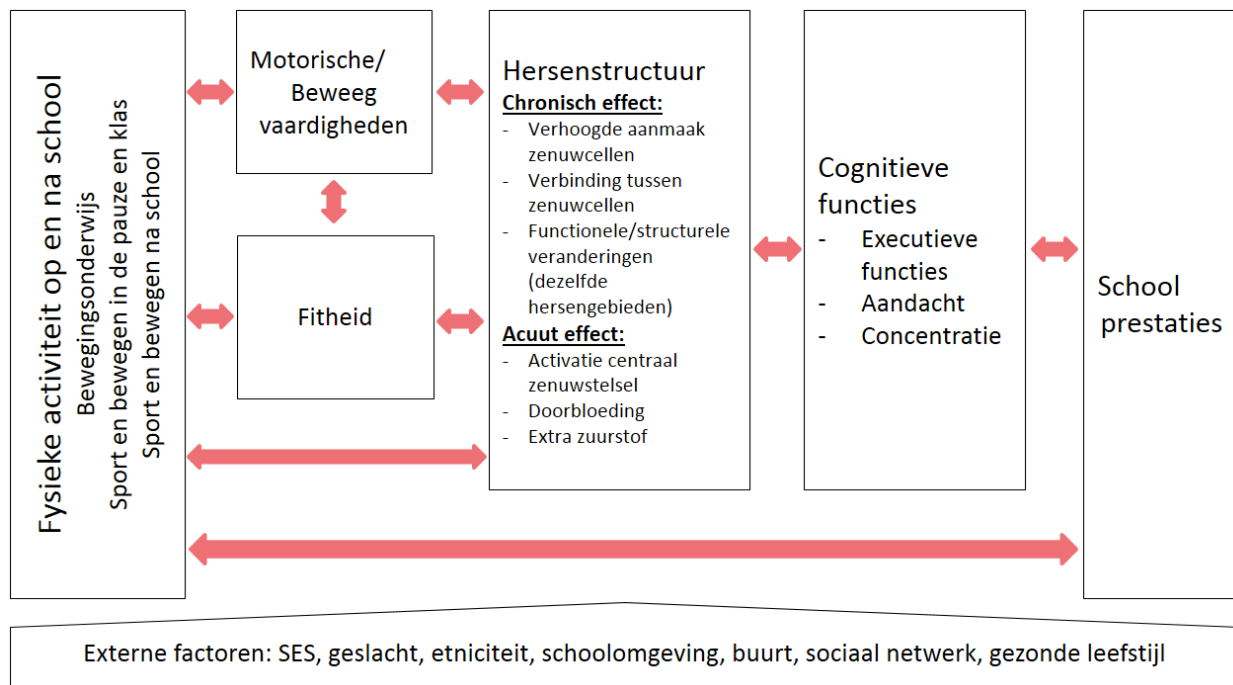 Fysieke activiteit op en na school
Bewegingsonderwijs
Sport en bewegen in de pauze en klas
Sport en bewegen na school
Motorische/
Beweeg
vaardigheden
Fitheid
Hersenstructuur
Chronisch effect:
- Verhoogde aanmaak
zenuwcellen
- Verbinding tussen
zenuwcellen
- Functionele/structurele
veranderingen
(dezelfde
hersengebieden)
Acuut effect:
- Activatie centraal
zenuwstelsel
- Doorbloeding
- Extra zuurstof
Cognitieve
functies
- Executieve
functies
- Aandacht
- Concentratie
School
prestaties
Externe factoren: SES, geslacht, etniciteit, schoolomgeving, buurt, sociaal netwerk, gezonde leefstijl